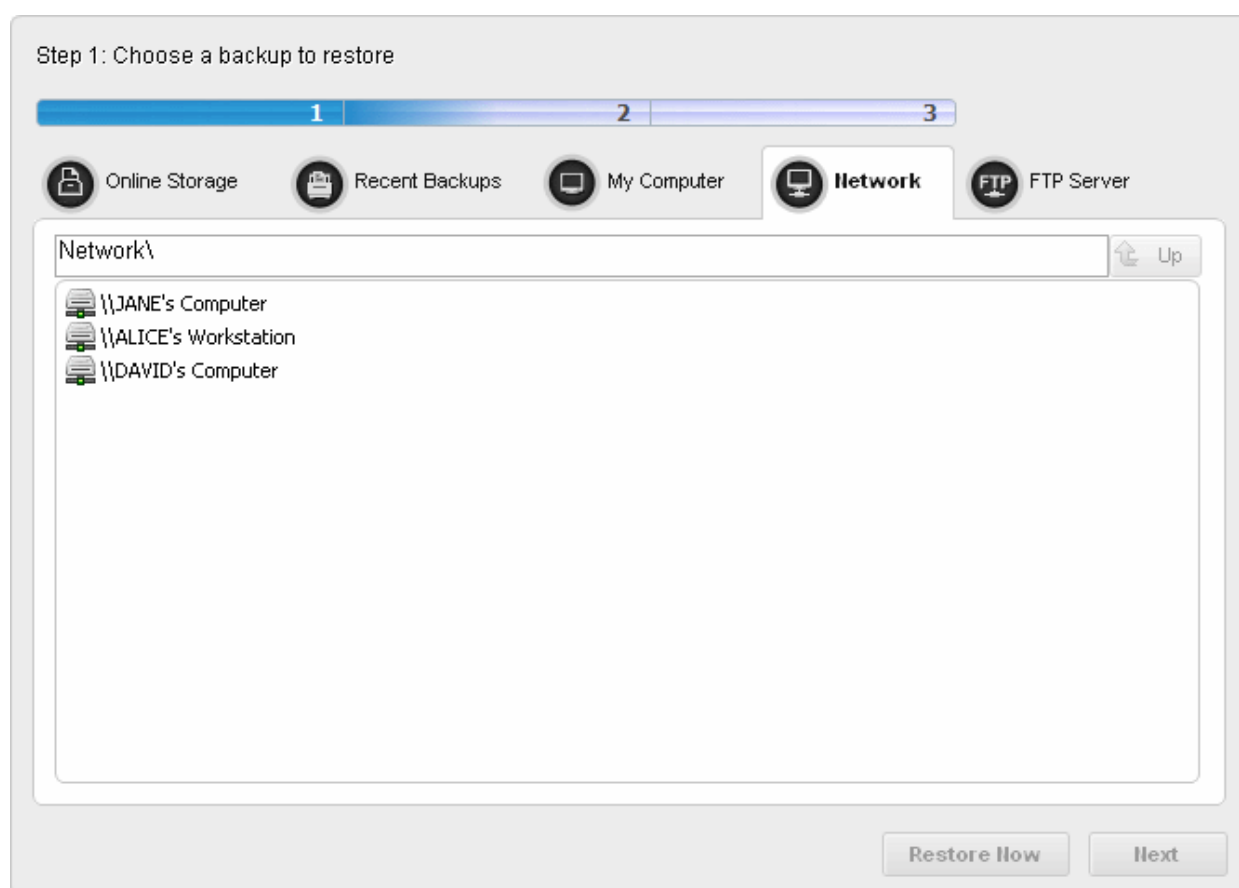 Step 1: Choose a backup to restore
1 2 3
Online Storage Recent Backups My Computer Network FTP FTP Server
Network\ Up
\\JANE's Computer
\\ALICE's Workstation
\\DAVID's Computer
Restore Now Next